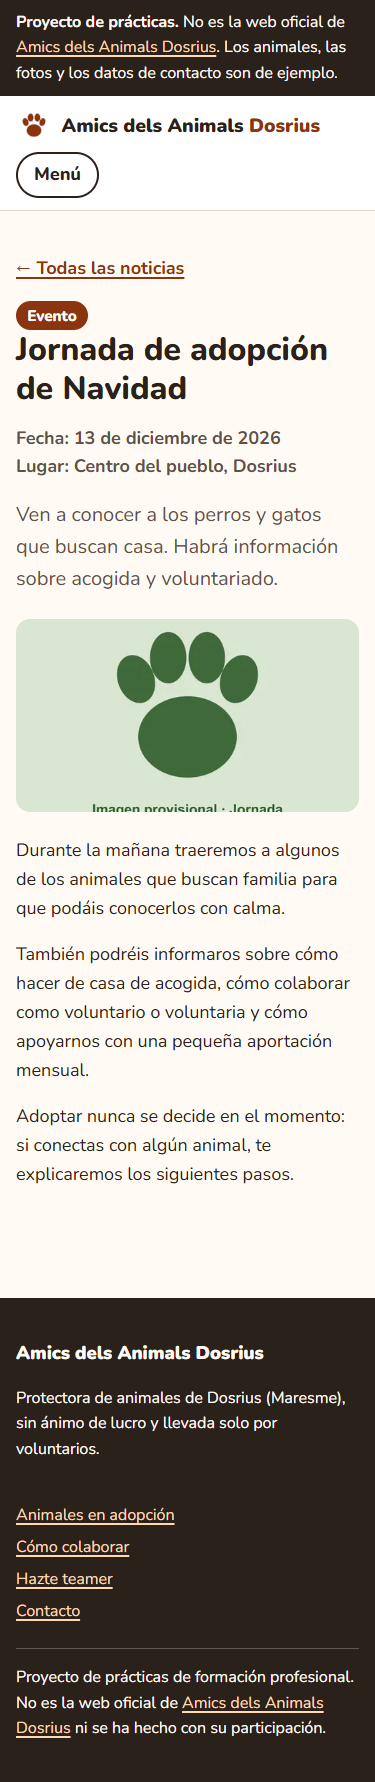 Proyecto de prácticas. No es la web oficial de
Amics dels Animals Dosrius. Los animales, las
fotos y los datos de contacto son de ejemplo.
Amics dels Animals Dosrius
Menú
← Todas las noticias
Evento
Jornada de adopción
de Navidad
Fecha: 13 de diciembre de 2026
Lugar: Centro del pueblo, Dosrius
Ven a conocer a los perros y gatos
que buscan casa. Habrá información
sobre acogida y voluntariado.
Imagen provisional · Jornada
Durante la mañana traeremos a algunos
de los animales que buscan familia para
que podáis conocerlos con calma.
También podréis informaros sobre cómo
hacer de casa de acogida, cómo colaborar
como voluntario o voluntaria y cómo
apoyarnos con una pequeña aportación
mensual.
Adoptar nunca se decide en el momento:
si conectas con algún animal, te
explicaremos los siguientes pasos.
Amics dels Animals Dosrius
Protectora de animales de Dosrius (Maresme),
sin ánimo de lucro y llevada solo por
voluntarios.
Animales en adopción
Cómo colaborar
Hazte teamer
Contacto
Proyecto de prácticas de formación profesional.
No es la web oficial de Amics dels Animals
Dosrius ni se ha hecho con su participación.